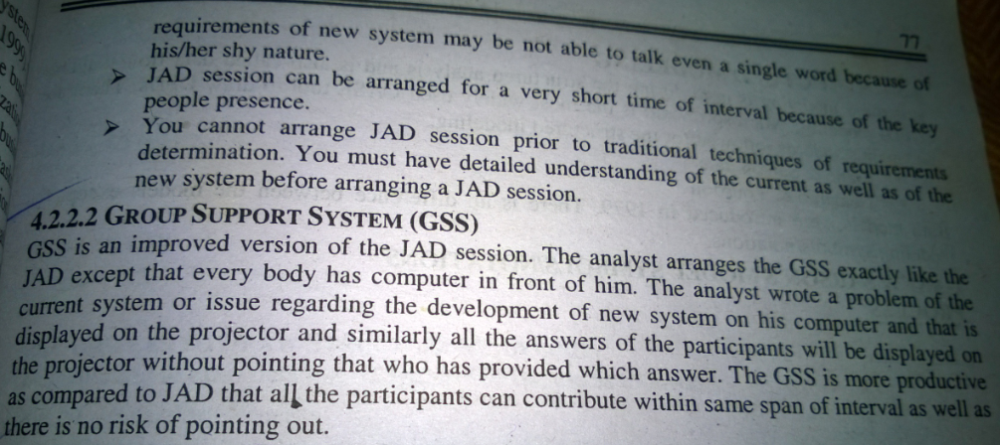 77
requirements of new system may be not able to talk even a single word because of
his/her shy nature.
➤ JAD session can be arranged for a very short time of interval because of the key
people presence.
➤ You cannot arrange JAD session prior to traditional techniques of requirements
determination. You must have detailed understanding of the current as well as of the
new system before arranging a JAD session.
4.2.2.2 GROUP SUPPORT SYSTEM (GSS)
GSS is an improved version of the JAD session. The analyst arranges the GSS exactly like the
JAD except that every body has computer in front of him. The analyst wrote a problem of the
current system or issue regarding the development of new system on his computer and that is
displayed on the projector and similarly all the answers of the participants will be displayed on
the projector without pointing that who has provided which answer. The GSS is more productive
as compared to JAD that all the participants can contribute within same span of interval as well as
there is no risk of pointing out.